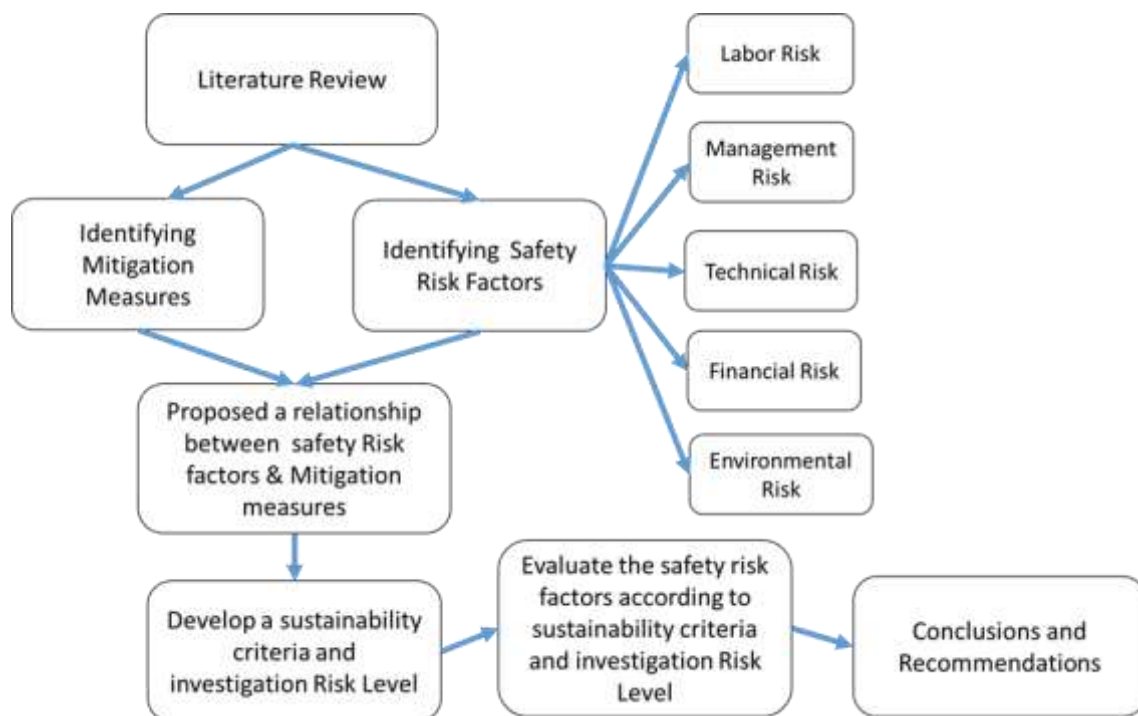 Literature Review
Labor Risk
Management
Risk
Identifying
Mitigation
Measures
Identifying Safety
Risk Factors
Technical Risk
Financial Risk
Proposed a relationship
between safety Risk
factors & Mitigation
measures
Environmental
Risk
Develop a sustainability
criteria and
investigation Risk Level
Evaluate the safety risk
factors according to
sustainability criteria
and investigation Risk
Level
Conclusions and
Recommendations